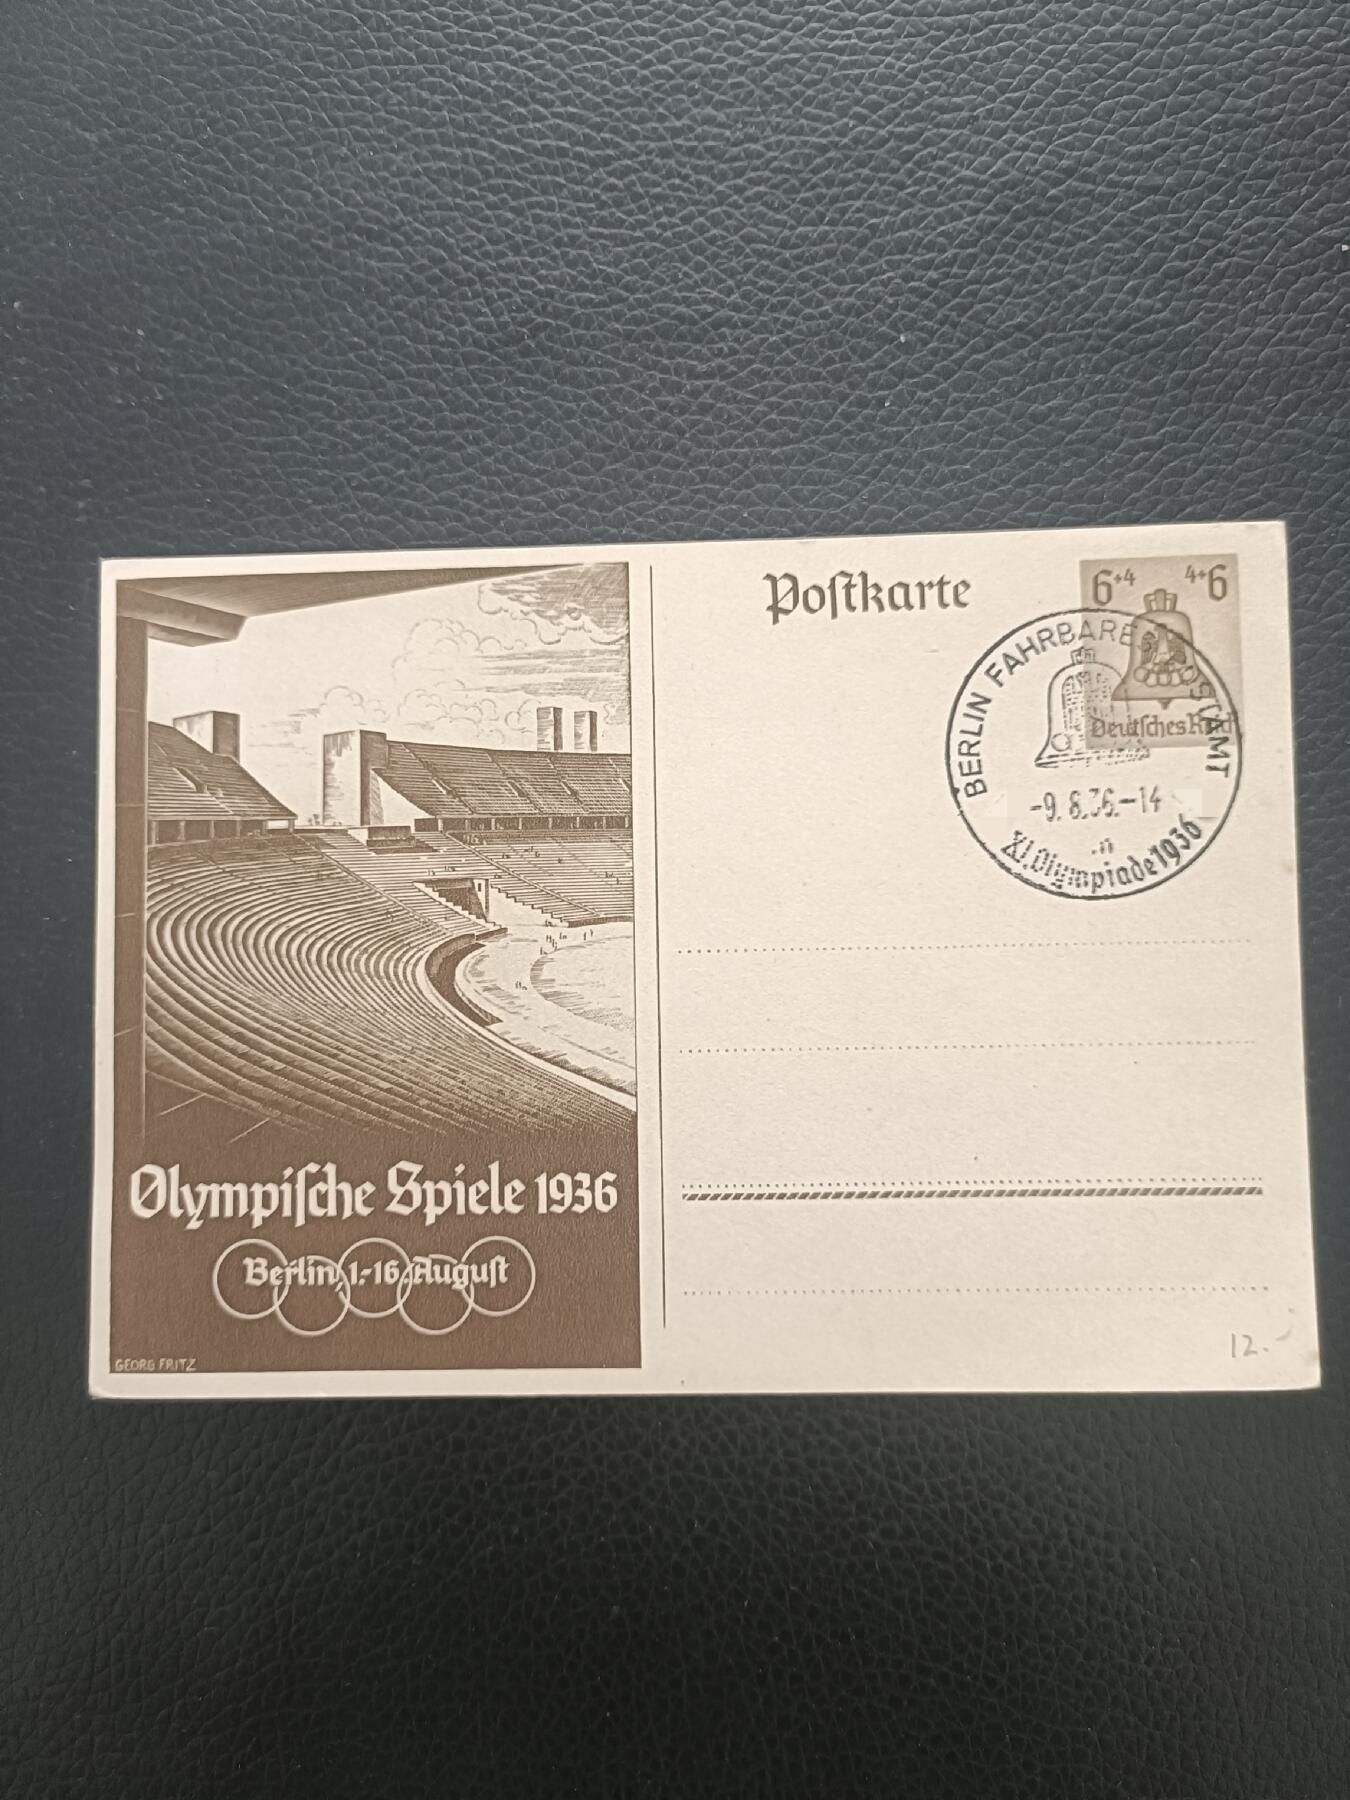 Postkarte
6+4 4+6
Deutsches Reich
BERLIN FAHRBARES POSTAMT
-9.8.36.-14
XI. Olympiade 1936
Olympiſche Spiele 1936
Berlin, 1.-16. Auguſt
GEORG FRITZ
12.-